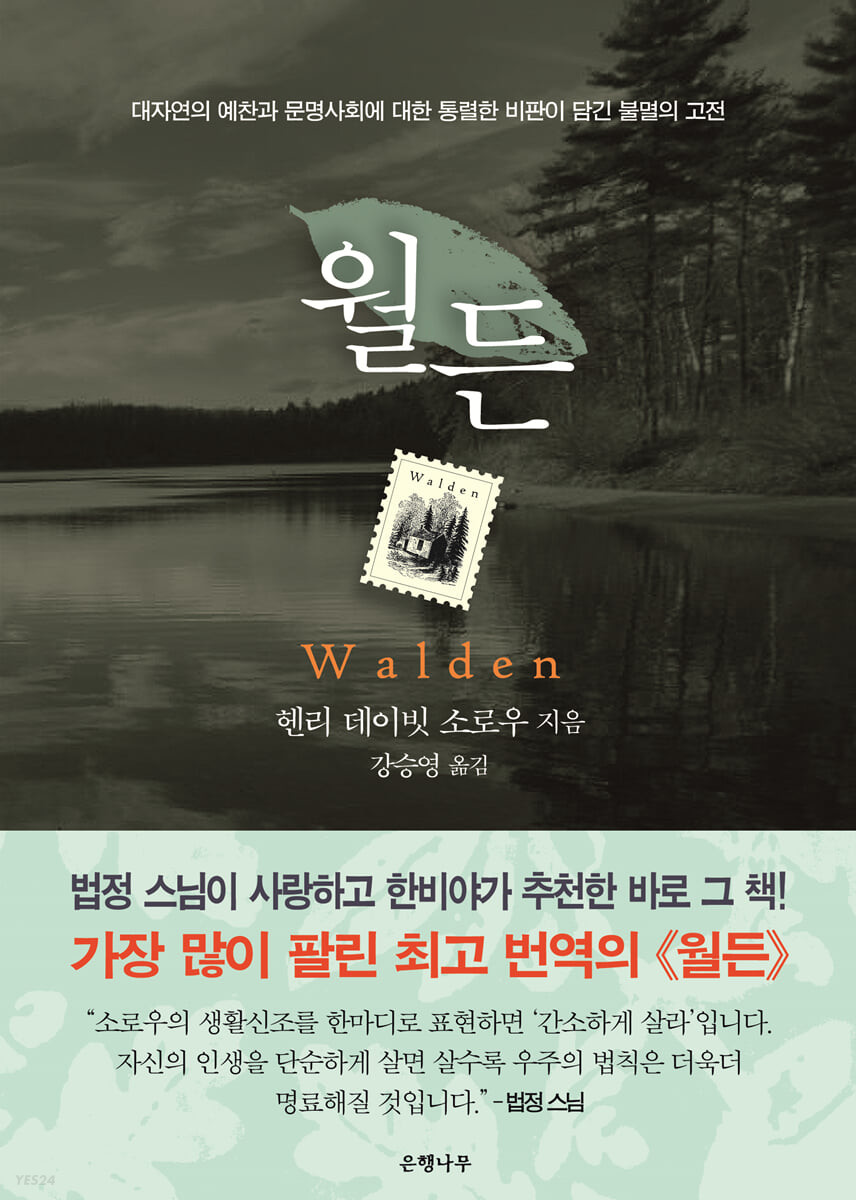 대자연의 예찬과 문명사회에 대한 통렬한 비판이 담긴 불멸의 고전
월든
Walden
Walden
헨리 데이빗 소로우 지음
강승영 옮김
법정 스님이 사랑하고 한비야가 추천한 바로 그 책!
가장 많이 팔린 최고 번역의 《월든》
“소로우의 생활신조를 한마디로 표현하면 ‘간소하게 살라’입니다.
자신의 인생을 단순하게 살면 살수록 우주의 법칙은 더욱더
명료해질 것입니다.” – 법정 스님
은행나무
YES24